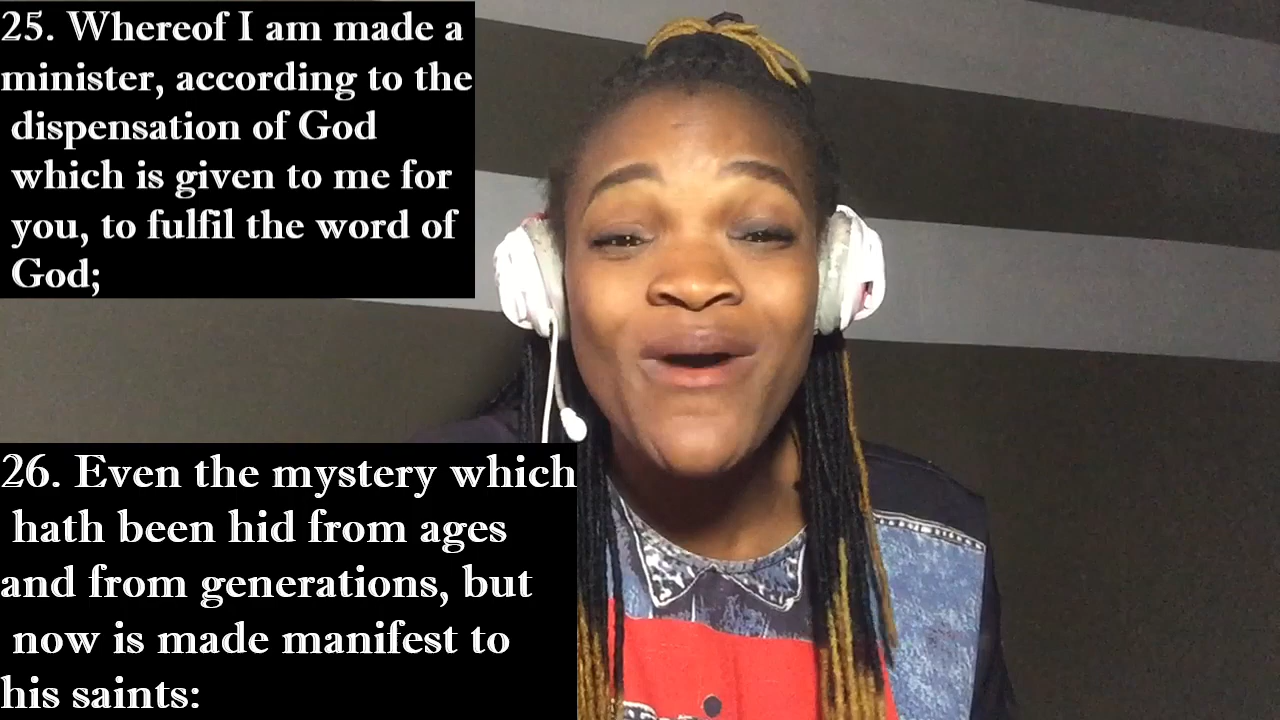 25. Whereof I am made a
minister, according to the
dispensation of God
which is given to me for
you, to fulfil the word of
God;
26. Even the mystery which
hath been hid from ages
and from generations, but
now is made manifest to
his saints: